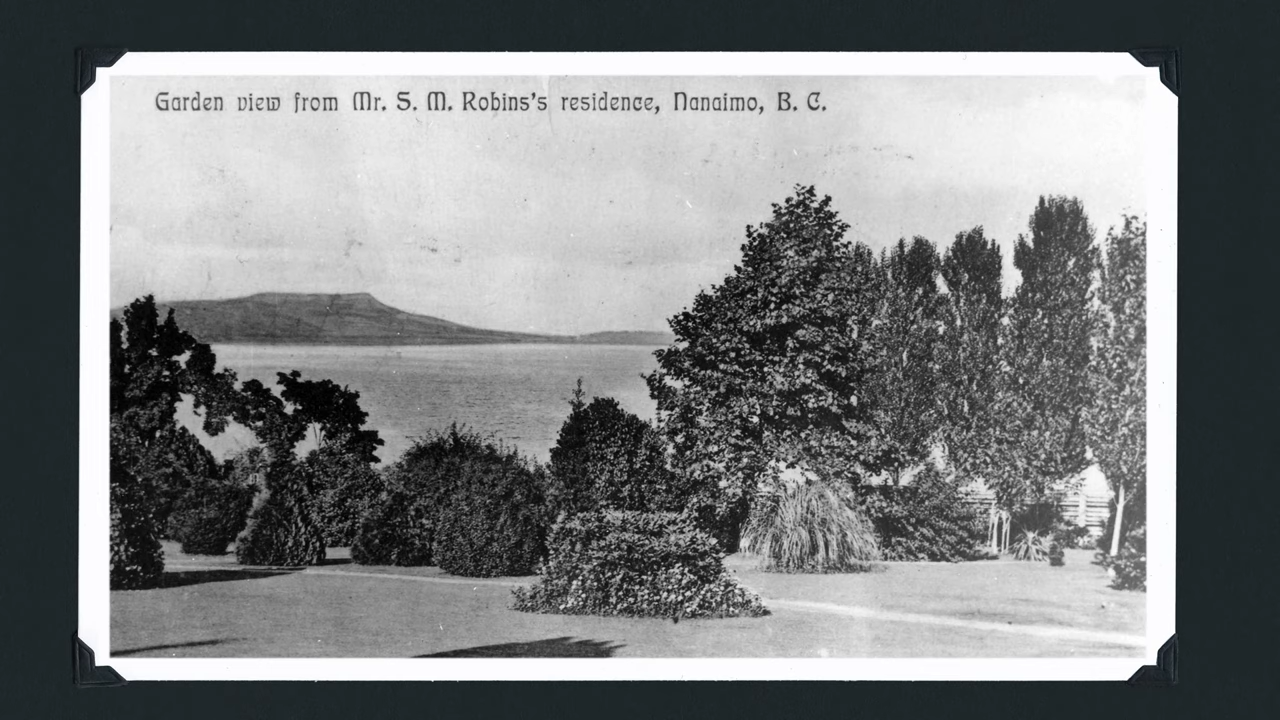 Garden view from Mr. S. M. Robins's residence, Nanaimo, B. C.